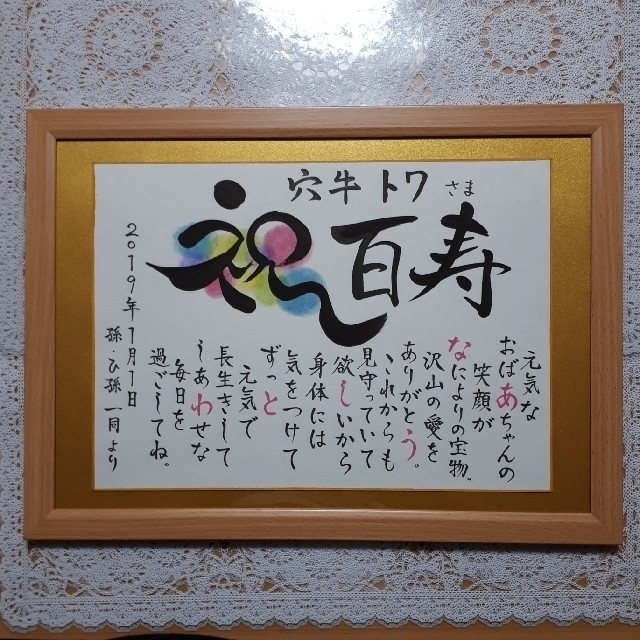 穴牛 トワ さま
祝百寿
元気な
おばあちゃんの
笑顔が
なによりの宝物。
沢山の愛を
ありがとう。
これからも
見守っていて
欲しいから
身体には
気をつけて
ずっと
元気で
長生きして
しあわせな
毎日を
過ごしてね。
2019年1月1日
孫・ひ孫 一同より